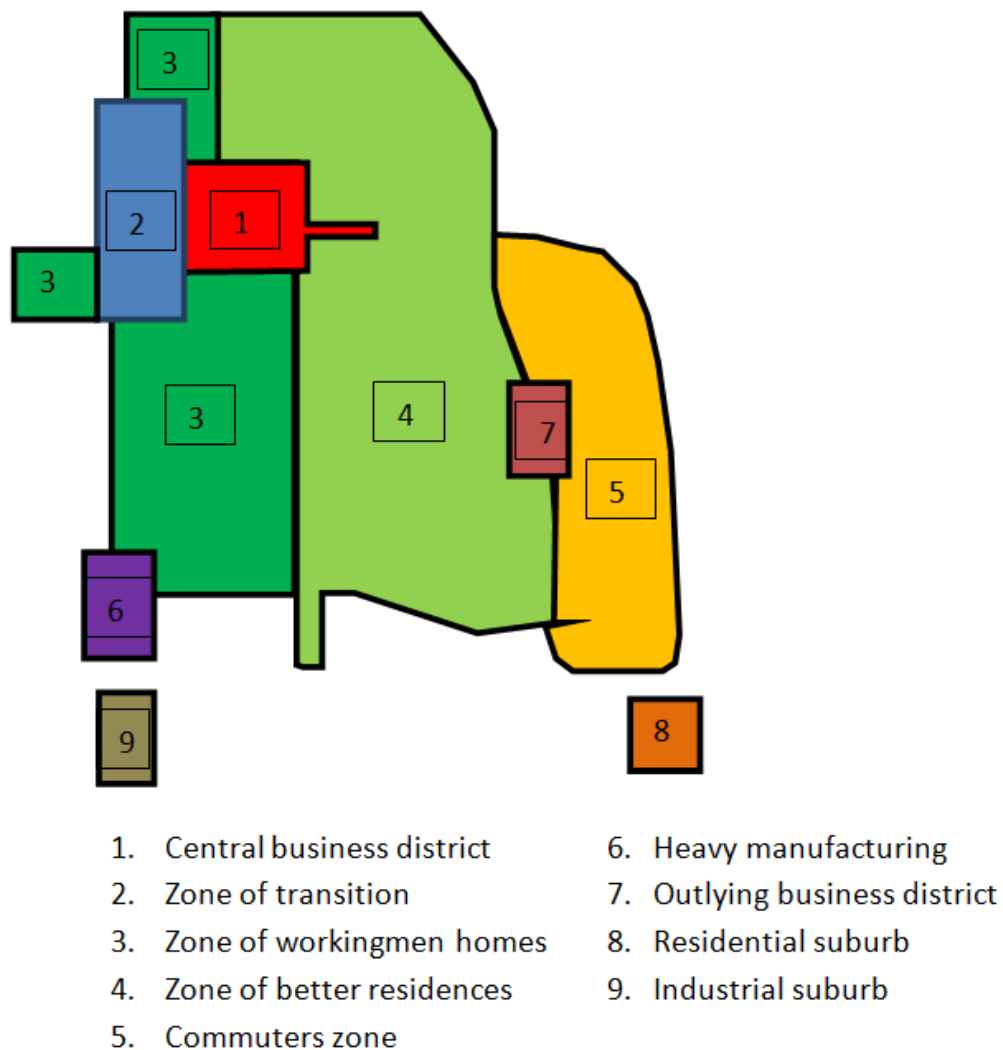 3
2
1
3
3
4
7
5
6
9
8
1. Central business district
2. Zone of transition
3. Zone of workingmen homes
4. Zone of better residences
5. Commuters zone
6. Heavy manufacturing
7. Outlying business district
8. Residential suburb
9. Industrial suburb